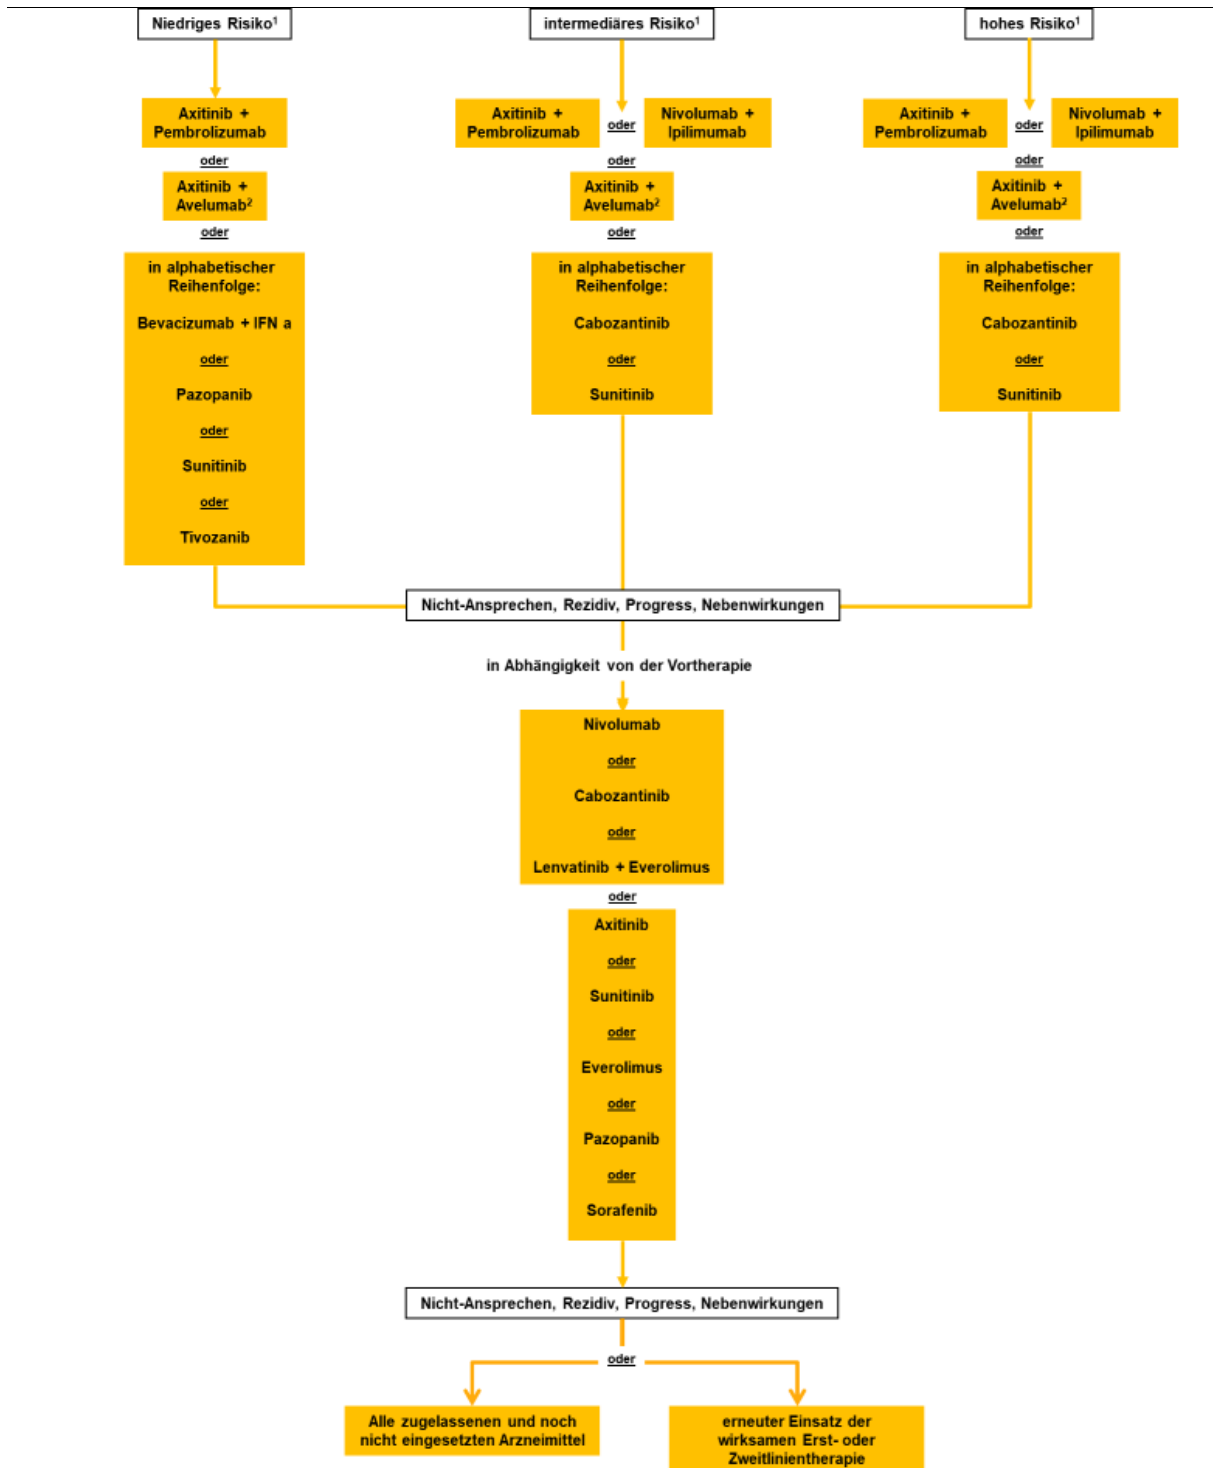 Niedriges Risiko¹
intermediäres Risiko¹
hohes Risiko¹
Axitinib +
Pembrolizumab
oder
Axitinib +
Avelumab²
oder
in alphabetischer
Reihenfolge:
Bevacizumab + IFN a
oder
Pazopanib
oder
Sunitinib
oder
Tivozanib
Axitinib +
Pembrolizumab
oder
Nivolumab +
Ipilimumab
oder
Axitinib +
Avelumab²
oder
in alphabetischer
Reihenfolge:
Cabozantinib
oder
Sunitinib
Axitinib +
Pembrolizumab
oder
Nivolumab +
Ipilimumab
oder
Axitinib +
Avelumab²
oder
in alphabetischer
Reihenfolge:
Cabozantinib
oder
Sunitinib
Nicht-Ansprechen, Rezidiv, Progress, Nebenwirkungen
in Abhängigkeit von der Vortherapie
Nivolumab
oder
Cabozantinib
oder
Lenvatinib + Everolimus
oder
Axitinib
oder
Sunitinib
oder
Everolimus
oder
Pazopanib
oder
Sorafenib
Nicht-Ansprechen, Rezidiv, Progress, Nebenwirkungen
oder
Alle zugelassenen und noch
nicht eingesetzten Arzneimittel
erneuter Einsatz der
wirksamen Erst- oder
Zweitlinientherapie